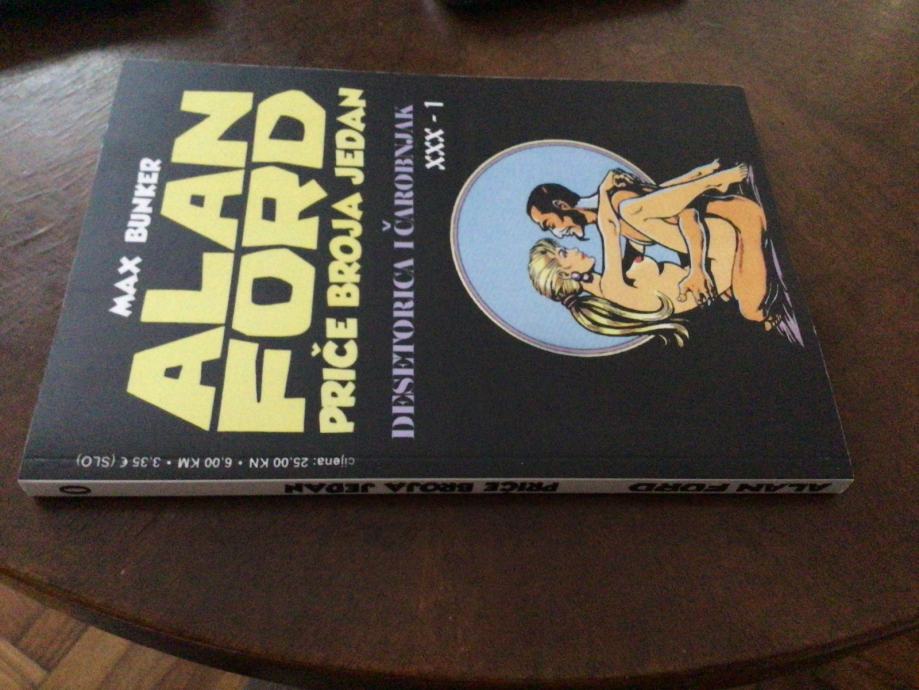 MAX BUNKER
ALAN
FORD
PRIČE BROJA JEDAN
DESETORICA I ČAROBNJAK
XXX - 1
cijena: 25.00 KN • 6.00 KM • 3,35 € (SLO)
ALAN FORD PRIČE BROJA JEDAN